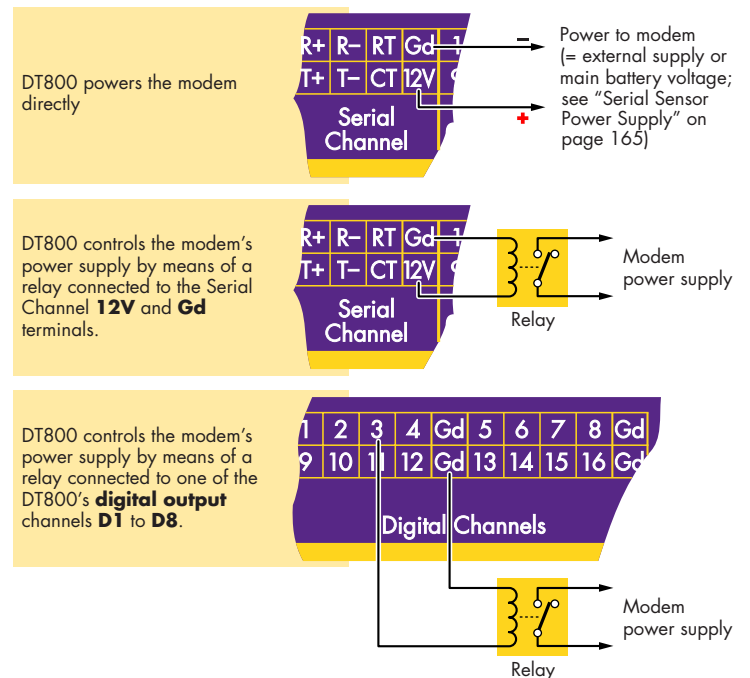 DT800 powers the modem
directly
R+ R– RT Gd 1
T+ T– CT 12V
Serial
Channel
–
+
Power to modem
(= external supply or
main battery voltage;
see “Serial Sensor
Power Supply” on
page 165)
DT800 controls the modem’s
power supply by means of a
relay connected to the Serial
Channel 12V and Gd
terminals.
R+ R– RT Gd 1
T+ T– CT 12V
Serial
Channel
Relay
Modem
power supply
DT800 controls the modem’s
power supply by means of a
relay connected to one of the
DT800’s digital output
channels D1 to D8.
1 2 3 4 Gd 5 6 7 8 Gd
9 10 11 12 Gd 13 14 15 16 Gd
Digital Channels
Relay
Modem
power supply